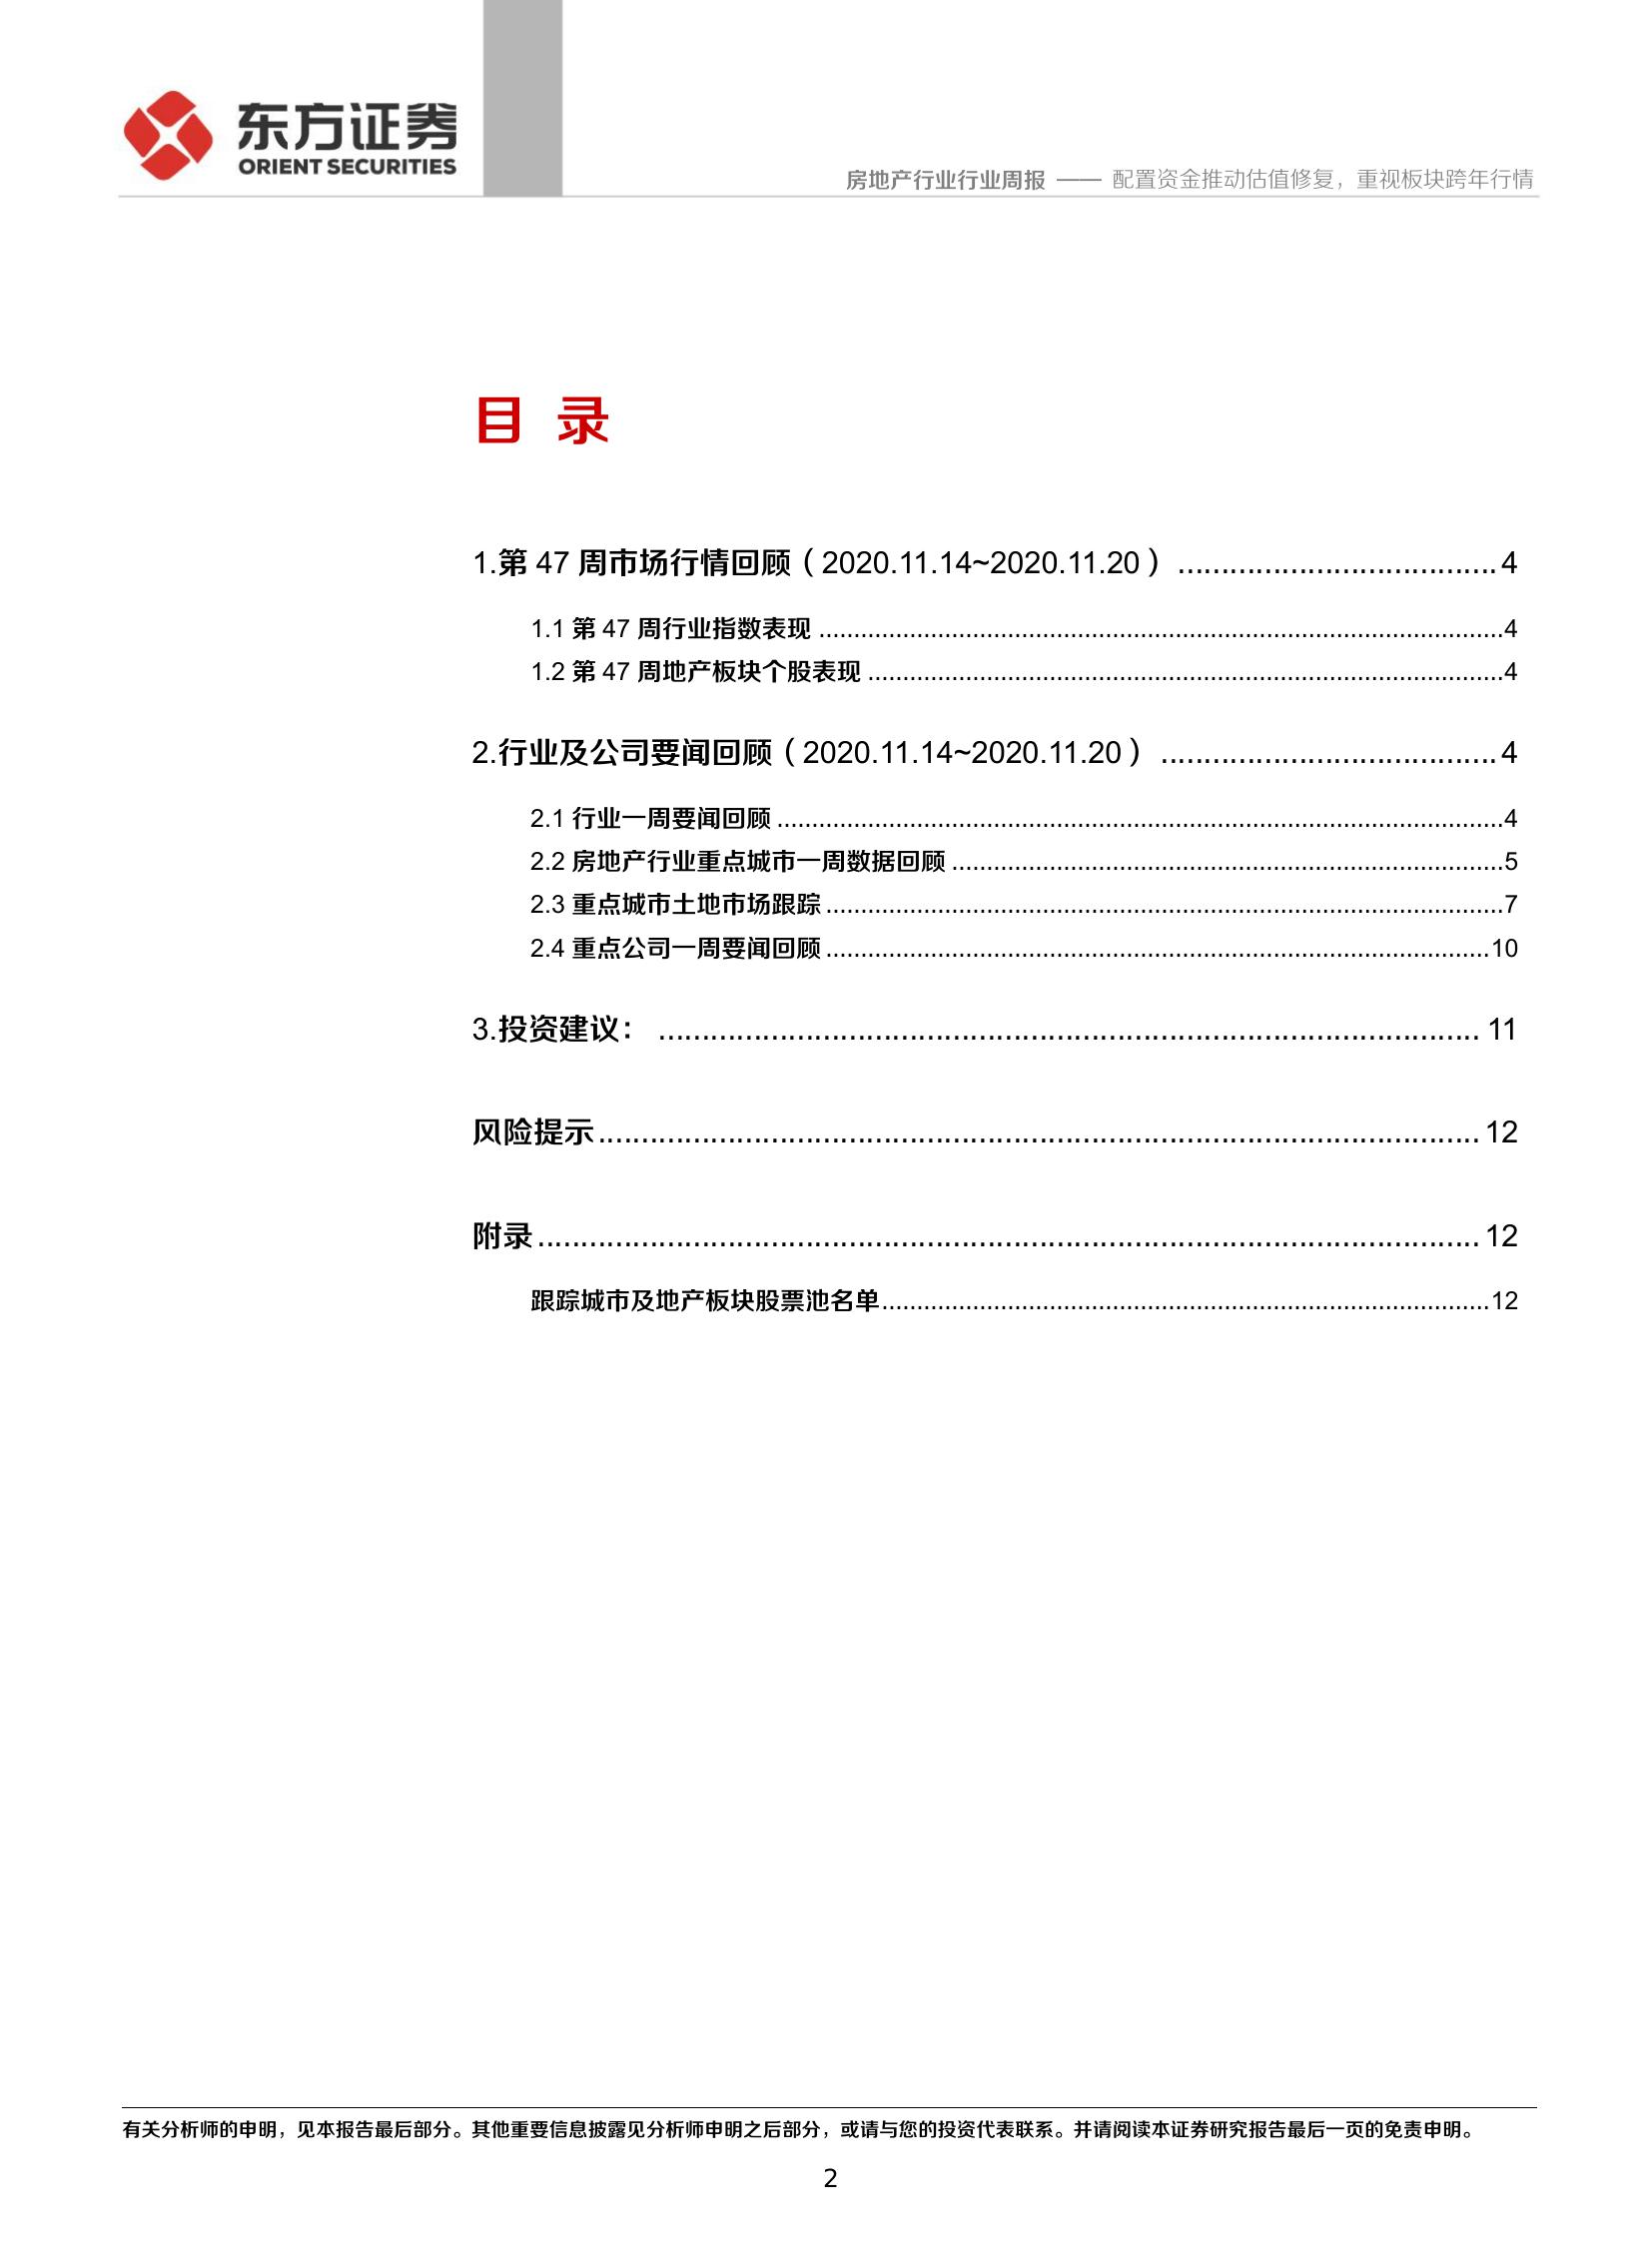 东方证券
ORIENT SECURITIES
房地产行业行业周报 —— 配置资金推动估值修复，重视板块跨年行情
目 录
1.第 47 周市场行情回顾（2020.11.14~2020.11.20） ..................................... 4
1.1 第 47 周行业指数表现 ..................................................................................................4
1.2 第 47 周地产板块个股表现 ...........................................................................................4
2.行业及公司要闻回顾（2020.11.14~2020.11.20） ....................................... 4
2.1 行业一周要闻回顾 ........................................................................................................4
2.2 房地产行业重点城市一周数据回顾 ...............................................................................5
2.3 重点城市土地市场跟踪 .................................................................................................7
2.4 重点公司一周要闻回顾 ...............................................................................................10
3.投资建议： ................................................................................................ 11
风险提示 ....................................................................................................... 12
附录 .............................................................................................................. 12
跟踪城市及地产板块股票池名单.......................................................................................12
有关分析师的申明，见本报告最后部分。其他重要信息披露见分析师申明之后部分，或请与您的投资代表联系。并请阅读本证券研究报告最后一页的免责申明。
2